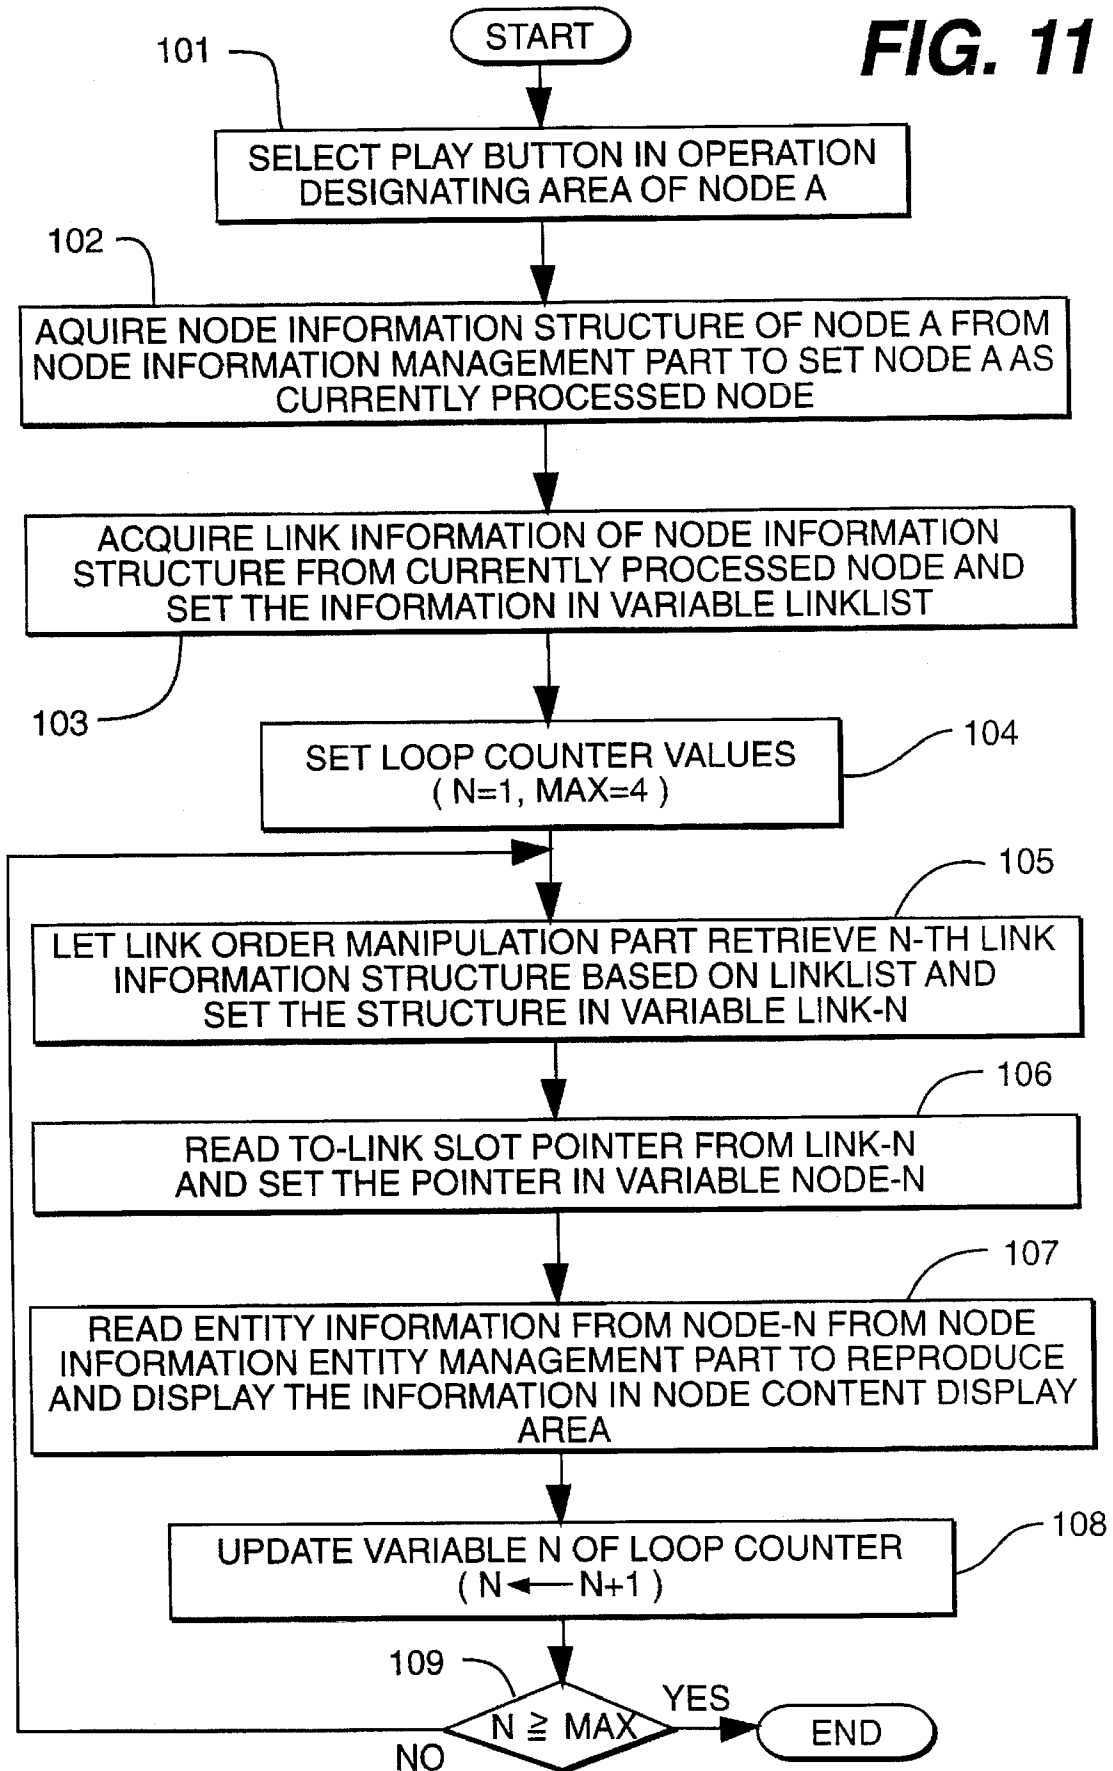 FIG. 11
START
101
SELECT PLAY BUTTON IN OPERATION
DESIGNATING AREA OF NODE A
102
AQUIRE NODE INFORMATION STRUCTURE OF NODE A FROM
NODE INFORMATION MANAGEMENT PART TO SET NODE A AS
CURRENTLY PROCESSED NODE
ACQUIRE LINK INFORMATION OF NODE INFORMATION
STRUCTURE FROM CURRENTLY PROCESSED NODE AND
SET THE INFORMATION IN VARIABLE LINKLIST
103
104
SET LOOP COUNTER VALUES
( N=1, MAX=4 )
105
LET LINK ORDER MANIPULATION PART RETRIEVE N-TH LINK
INFORMATION STRUCTURE BASED ON LINKLIST AND
SET THE STRUCTURE IN VARIABLE LINK-N
106
READ TO-LINK SLOT POINTER FROM LINK-N
AND SET THE POINTER IN VARIABLE NODE-N
107
READ ENTITY INFORMATION FROM NODE-N FROM NODE
INFORMATION ENTITY MANAGEMENT PART TO REPRODUCE
AND DISPLAY THE INFORMATION IN NODE CONTENT DISPLAY
AREA
108
UPDATE VARIABLE N OF LOOP COUNTER
( N ← N+1 )
109
N ≧ MAX
YES
END
NO